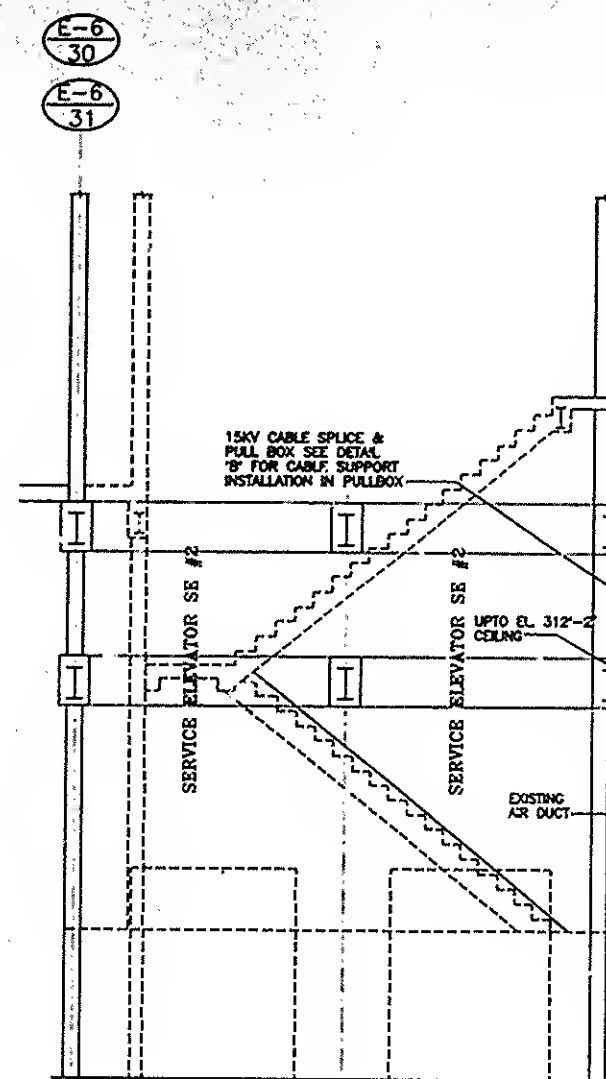 E-6
30
E-6
31
15KV CABLE SPLICE &
PULL BOX SEE DETAIL
'B' FOR CABLE SUPPORT
INSTALLATION IN PULLBOX
SERVICE ELEVATOR SE #2
SERVICE ELEVATOR SE #2
UPTO EL. 312'-2"
CEILING
EXISTING
AIR DUCT